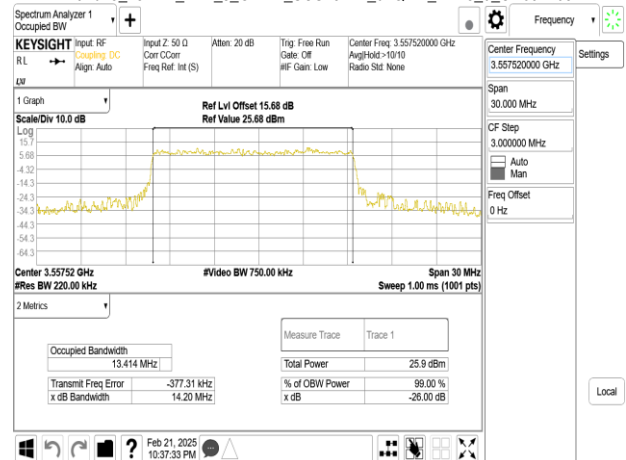 Spectrum Analyzer 1
Occupied BW
Frequency
KEYSIGHT
RL
Input: RF
Coupling: DC
Align: Auto
Input Z: 50 Ω
Corr CCorr
Freq Ref: Int (S)
Atten: 20 dB
Trig: Free Run
Gate: Off
#IF Gain: Low
Center Freq: 3.557520000 GHz
Avg|Hold:>10/10
Radio Std: None
Center Frequency
3.557520000 GHz
Settings
Span
30.000 MHz
CF Step
3.000000 MHz
Auto
Man
Freq Offset
0 Hz
Local
1 Graph
Scale/Div 10.0 dB
Ref Lvl Offset 15.68 dB
Ref Value 25.68 dBm
Log
15.7
5.68
-4.32
-14.3
-24.3
-34.3
-44.3
-54.3
-64.3
Center 3.55752 GHz
#Video BW 750.00 kHz
Span 30 MHz
#Res BW 220.00 kHz
Sweep 1.00 ms (1001 pts)
2 Metrics
Measure Trace
Trace 1
Occupied Bandwidth
13.414 MHz
Total Power
25.9 dBm
Transmit Freq Error
-377.31 kHz
% of OBW Power
99.00 %
x dB Bandwidth
14.20 MHz
x dB
-26.00 dB
Feb 21, 2025
10:37:33 PM